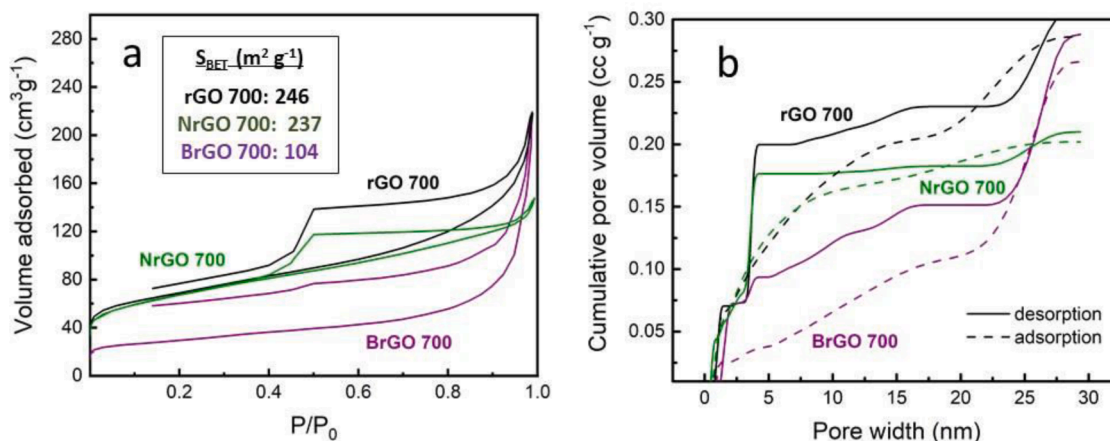 a
S_BET (m² g⁻¹)
rGO 700: 246
NrGO 700: 237
BrGO 700: 104
rGO 700
NrGO 700
BrGO 700
Volume adsorbed (cm³g⁻¹)
280
240
200
160
120
80
40
0
0.2
0.4
0.6
0.8
1.0
P/P₀
b
rGO 700
NrGO 700
BrGO 700
desorption
adsorption
Cumulative pore volume (cc g⁻¹)
0.30
0.25
0.20
0.15
0.10
0.05
0
5
10
15
20
25
30
Pore width (nm)